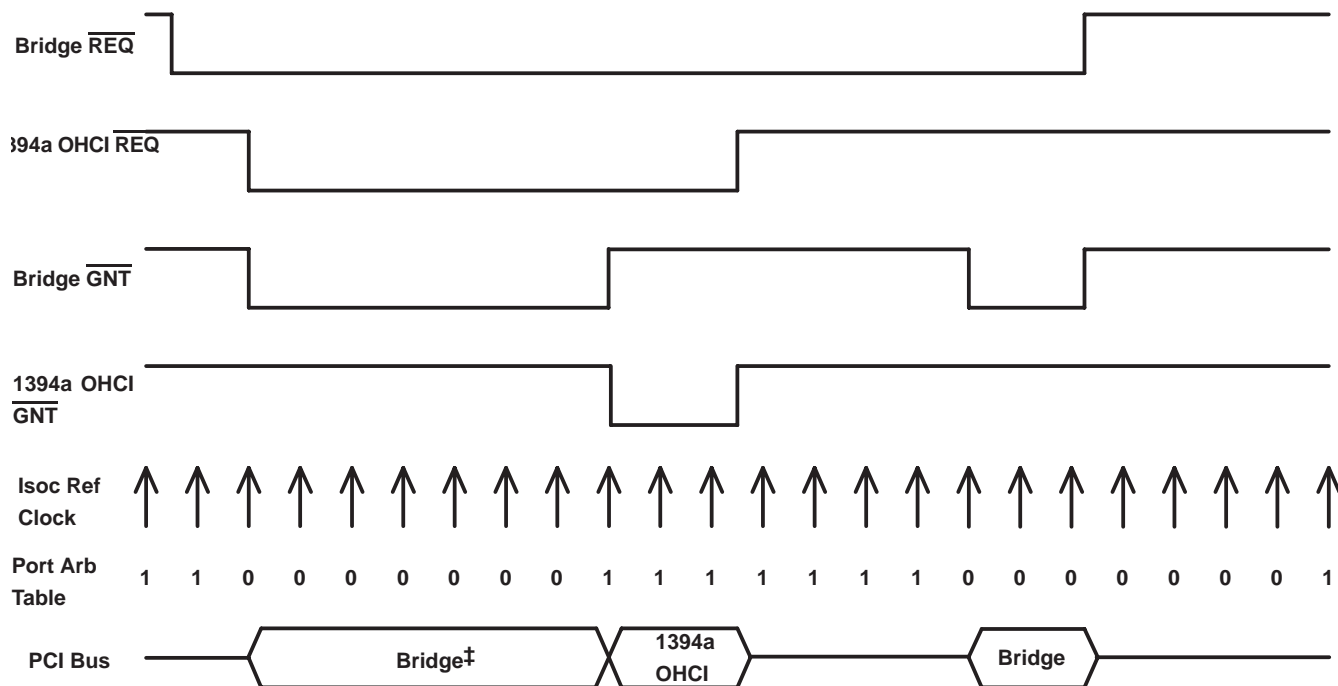 Bridge REQ
394a OHCI REQ
Bridge GNT
1394a OHCI
GNT
Isoc Ref
Clock
Port Arb
Table
1 1 0 0 0 0 0 0 0 1 1 1 1 1 1 1 0 0 0 0 0 0 0 1
PCI Bus
Bridge‡
1394a
OHCI
Bridge